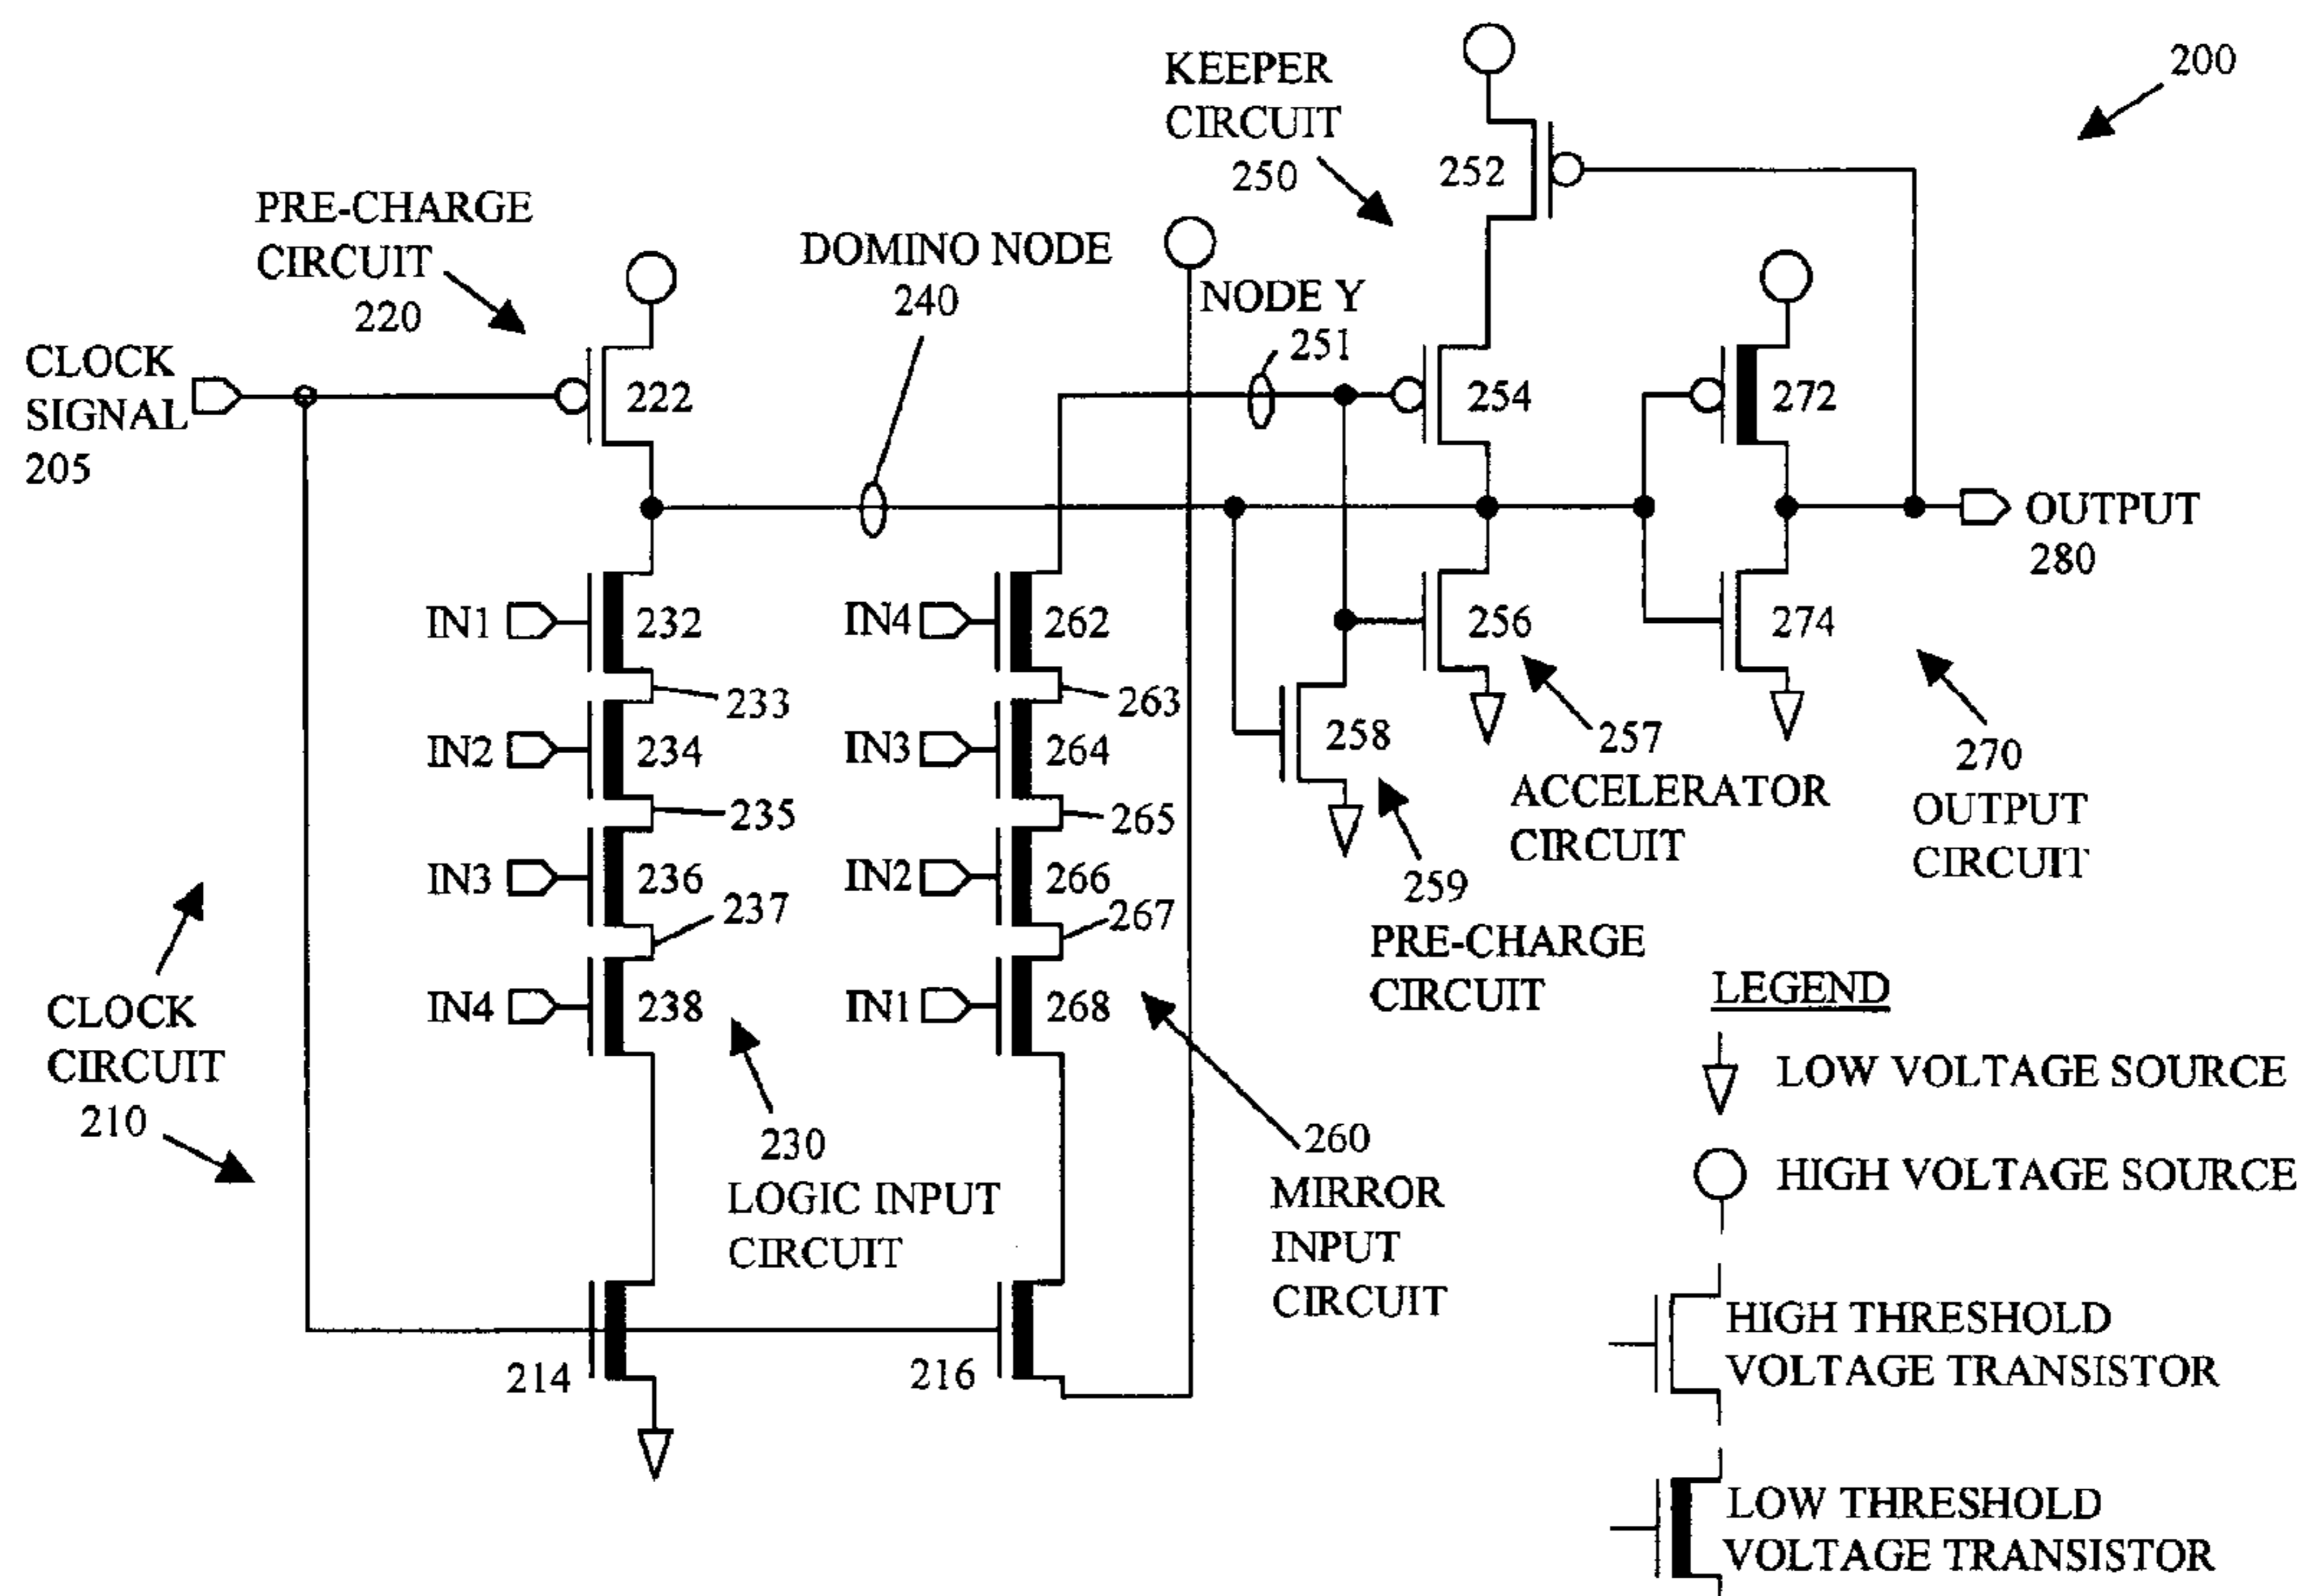 200
KEEPER
CIRCUIT
250
252
PRE-CHARGE
CIRCUIT
220
DOMINO NODE
240
NODE Y
251
CLOCK
SIGNAL
205
222
254
272
OUTPUT
280
IN1
232
IN4
262
256
274
233
263
IN2
234
IN3
264
258
257
ACCELERATOR
CIRCUIT
270
OUTPUT
CIRCUIT
235
265
IN3
236
IN2
266
259
PRE-CHARGE
CIRCUIT
237
267
IN4
238
IN1
268
CLOCK
CIRCUIT
210
230
LOGIC INPUT
CIRCUIT
260
MIRROR
INPUT
CIRCUIT
214
216
LEGEND
LOW VOLTAGE SOURCE
HIGH VOLTAGE SOURCE
HIGH THRESHOLD
VOLTAGE TRANSISTOR
LOW THRESHOLD
VOLTAGE TRANSISTOR